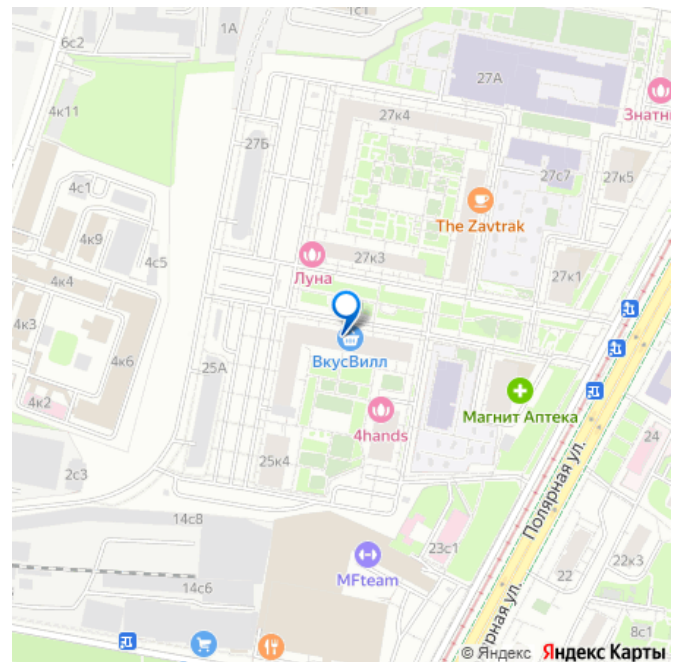 1с1
1А
6с2
27А
4к11
27к4
Знатн
27Б
4с1
27с7
27к5
4к9
The Zavtrak
4с5
27к3
4к4
Луна
27к1
4к3
ВкусВилл
4к6
25А
Магнит Аптека
4к2
4hands
24
25к4
2с3
Полярная ул.
14с8
23с1
22к3
MFteam
22
14с6
рная ул.
8с1
© Яндекс Яндекс Карты